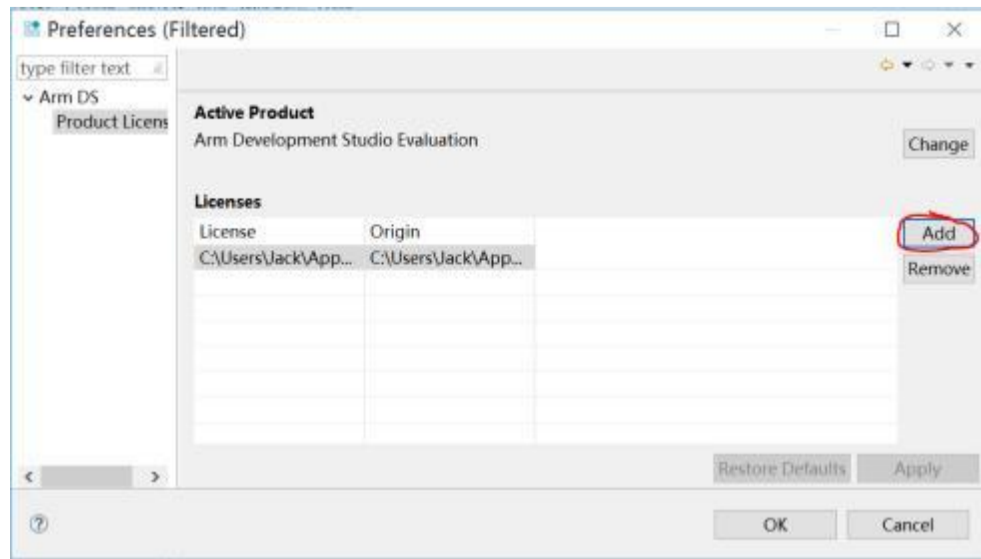 Preferences (Filtered)
type filter text
Arm DS
Product Licens
Active Product
Arm Development Studio Evaluation
Change
Licenses
License Origin
Add
C:\Users\Jack\App... C:\Users\Jack\App...
Remove
Restore Defaults Apply
OK Cancel